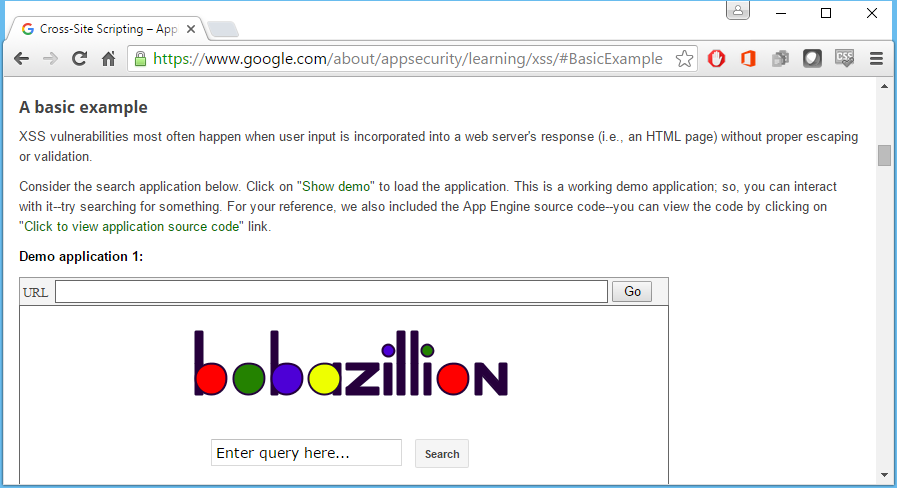 Cross-Site Scripting – App
https://www.google.com/about/appsecurity/learning/xss/#BasicExample
A basic example
XSS vulnerabilities most often happen when user input is incorporated into a web server's response (i.e., an HTML page) without proper escaping
or validation.
Consider the search application below. Click on "Show demo" to load the application. This is a working demo application; so, you can interact
with it--try searching for something. For your reference, we also included the App Engine source code--you can view the code by clicking on
"Click to view application source code" link.
Demo application 1:
URL Go
bobazillion
Enter query here... Search